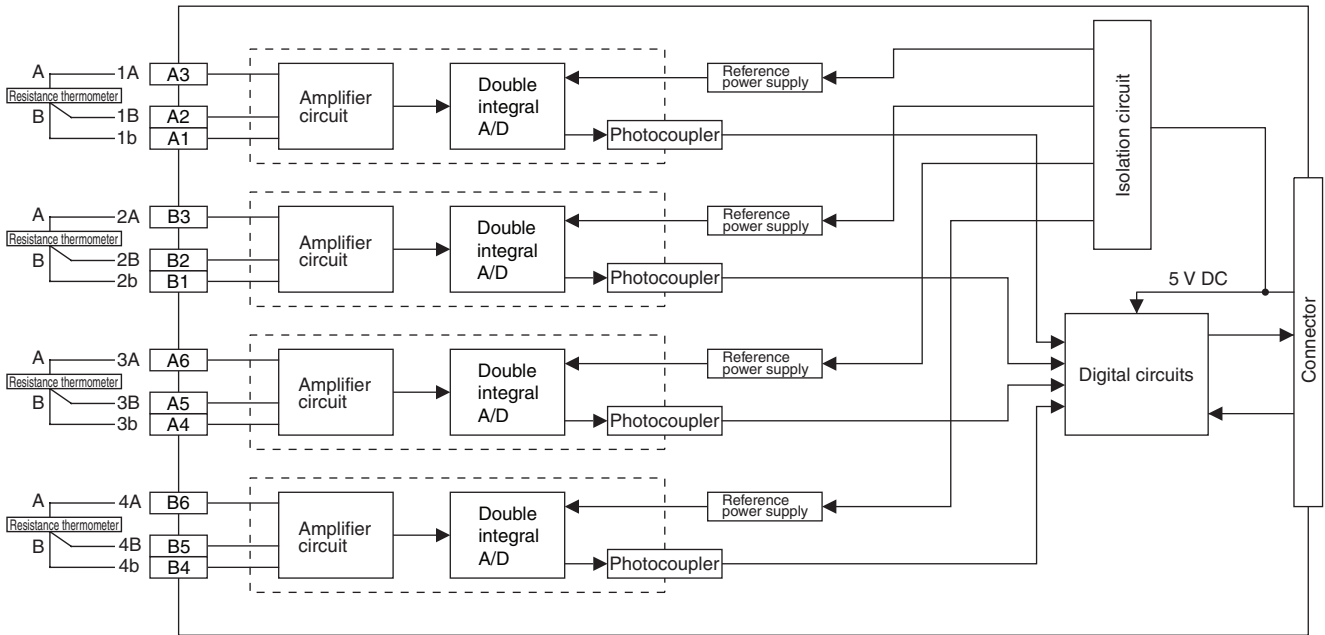 A
1A
A3
Resistance thermometer
B
1B
A2
1b
A1
Amplifier
circuit
Double
integral
A/D
Reference
power supply
Photocoupler
Isolation circuit
A
2A
B3
Resistance thermometer
B
2B
B2
2b
B1
Amplifier
circuit
Double
integral
A/D
Reference
power supply
Photocoupler
5 V DC
Connector
Digital circuits
A
3A
A6
Resistance thermometer
B
3B
A5
3b
A4
Amplifier
circuit
Double
integral
A/D
Reference
power supply
Photocoupler
A
4A
B6
Resistance thermometer
B
4B
B5
4b
B4
Amplifier
circuit
Double
integral
A/D
Reference
power supply
Photocoupler